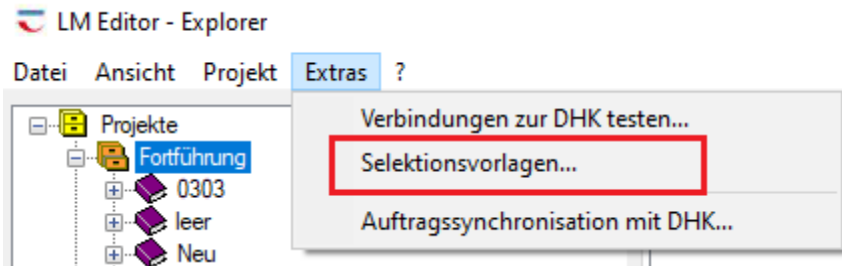 LM Editor - Explorer
Datei Ansicht Projekt Extras ?
Projekte
Verbindungen zur DHK testen...
Fortführung
Selektionsvorlagen...
0303
leer
Auftragssynchronisation mit DHK...
Neu